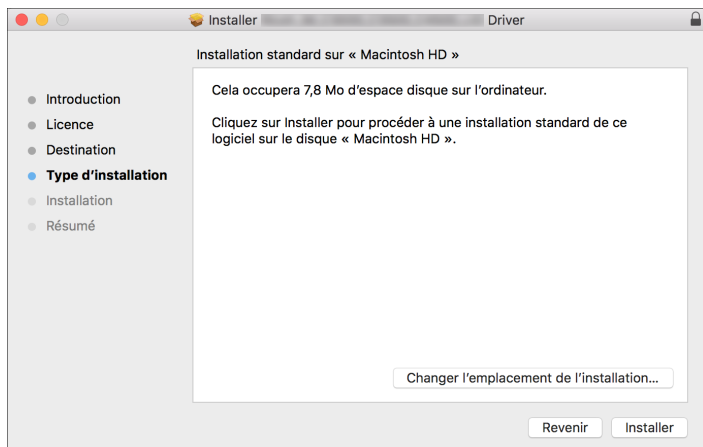 Installer Driver
Installation standard sur « Macintosh HD »
Introduction
Licence
Destination
Type d’installation
Installation
Résumé
Cela occupera 7,8 Mo d’espace disque sur l’ordinateur.
Cliquez sur Installer pour procéder à une installation standard de ce
logiciel sur le disque « Macintosh HD ».
Changer l’emplacement de l’installation...
Revenir
Installer